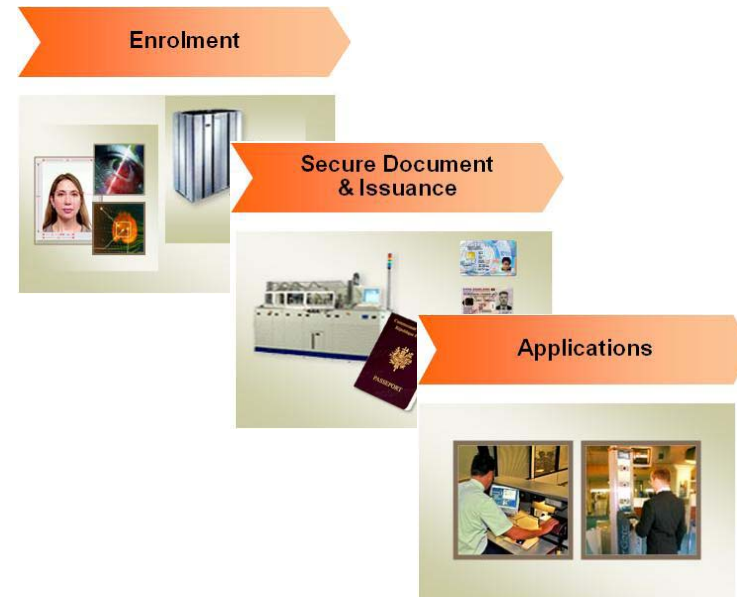 Enrolment
Secure Document
& Issuance
PASSEPORT
Applications